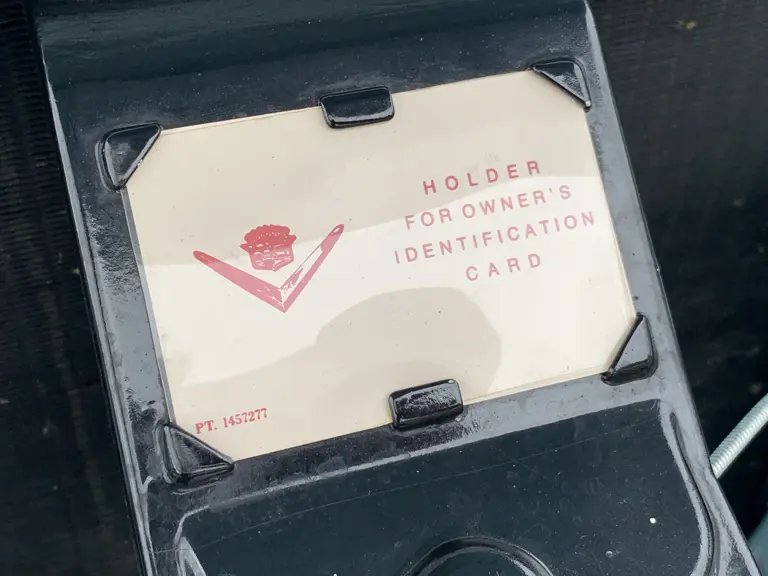 HOLDER
FOR OWNER'S
IDENTIFICATION
CARD
PT. 1457277